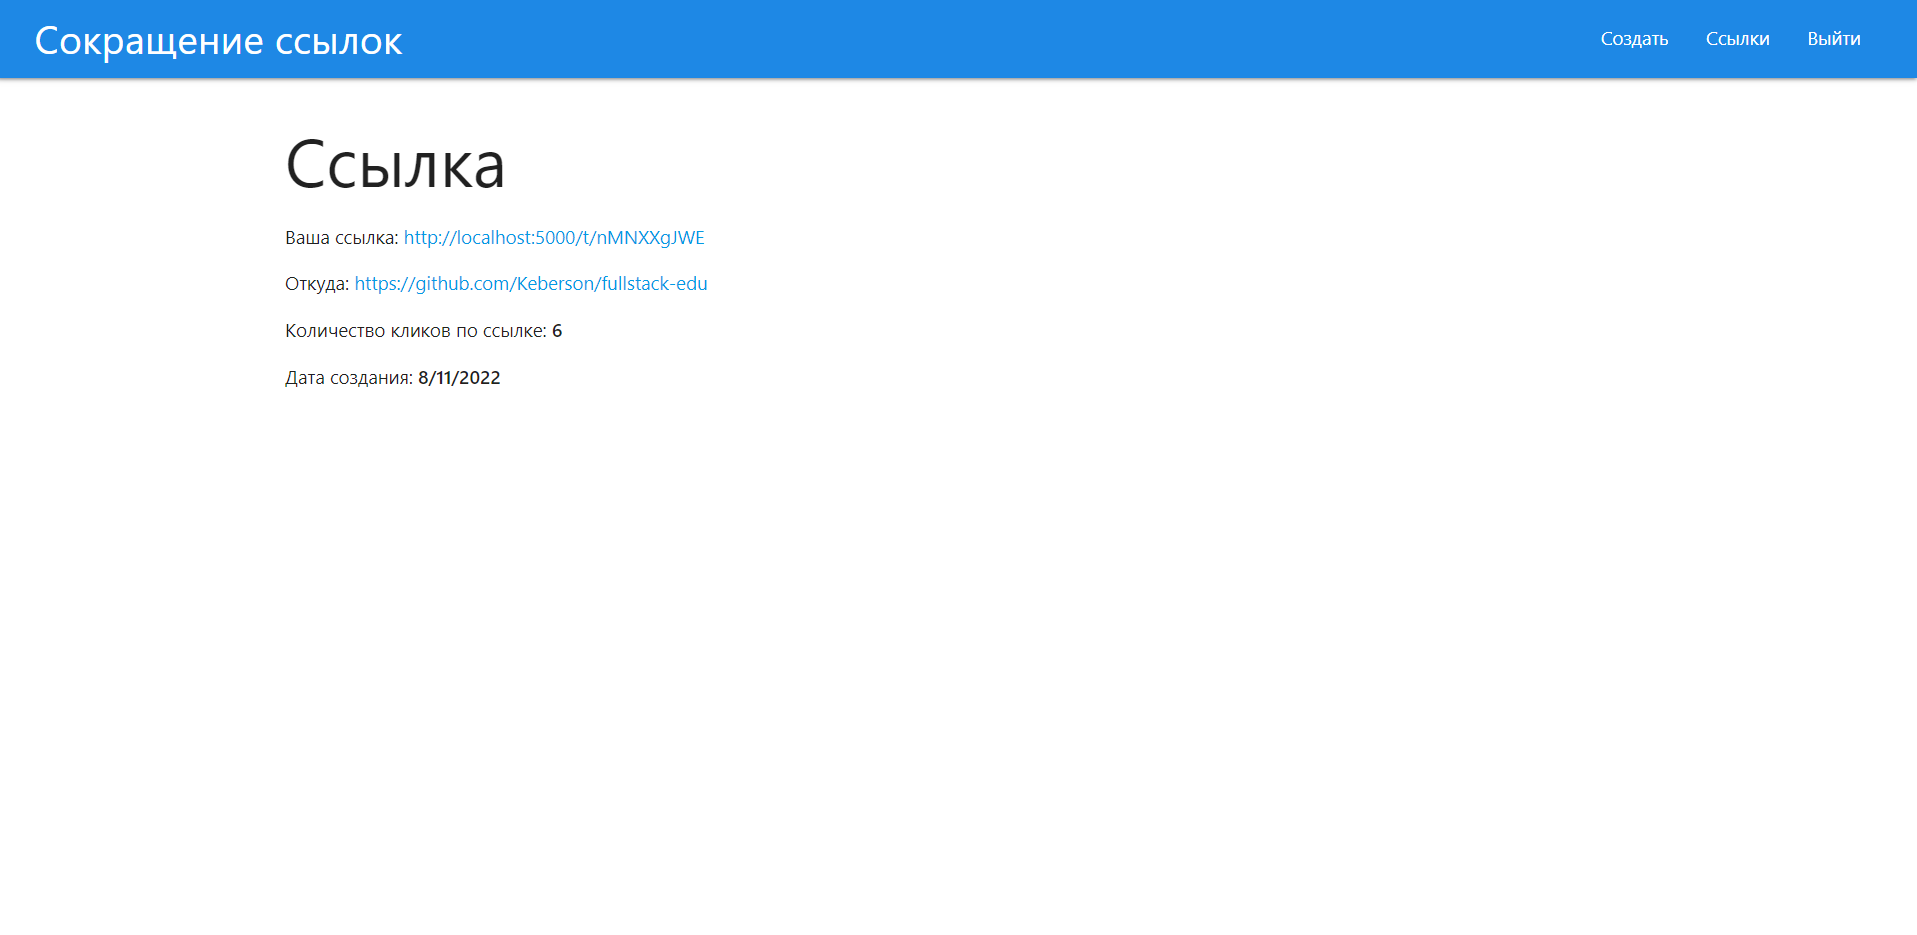 Сокращение ссылок
Создать Ссылки Выйти
Ссылка
Ваша ссылка: http://localhost:5000/t/nMNXXgJWE
Откуда: https://github.com/Keberson/fullstack-edu
Количество кликов по ссылке: 6
Дата создания: 8/11/2022